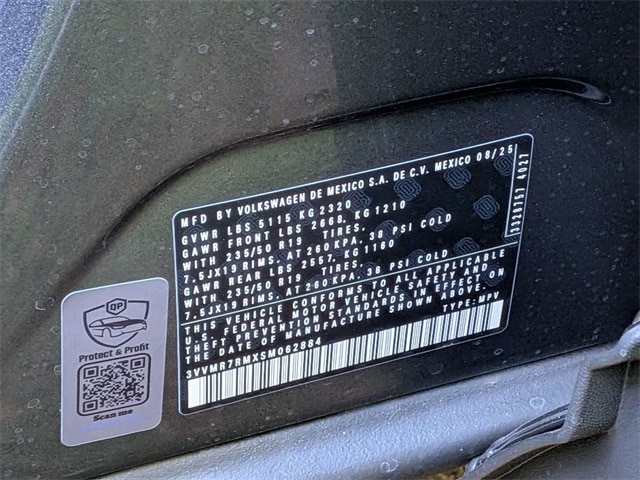 MFD BY VOLKSWAGEN DE MEXICO S.A. DE C.V. MEXICO 08/25
GVWR LBS 5115 KG 2320
GAWR FRONT LBS 2668, KG 1210
WITH 235/50 R19 TIRES,
7.5JX19 RIMS, AT 260KPA, 38 PSI COLD
GAWR REAR LBS 2557, KG 1160
WITH 235/50 R19 TIRES,
7.5JX19 RIMS, AT 260KPA, 38 PSI COLD
THIS VEHICLE CONFORMS TO ALL APPLICABLE
U.S. FEDERAL MOTOR VEHICLE SAFETY AND
THEFT PREVENTION STANDARDS IN EFFECT ON
THE DATE OF MANUFACTURE SHOWN ABOVE.
3VVMR7RMXSM062884 TYPE: MPV
4027
QP
Protect & Profit
Scan me